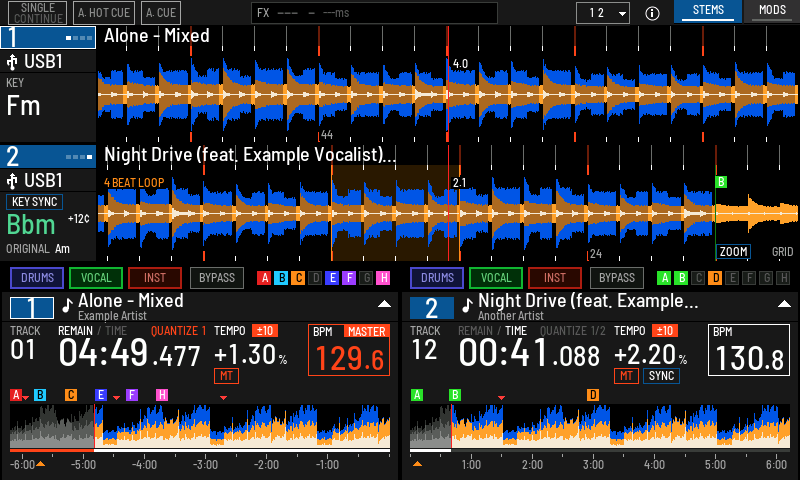 SINGLE CONTINUE
A. HOT CUE
A. CUE
FX --- - ---ms
1 2
STEMS
MODS
1
Alone - Mixed
USB1
4.0
KEY
Fm
44
2
Night Drive (feat. Example Vocalist)...
USB1
4 BEAT LOOP
2.1
B
KEY SYNC
Bbm +12¢
ORIGINAL Am
24
ZOOM
GRID
DRUMS VOCAL INST BYPASS A B C D E F G H
DRUMS VOCAL INST BYPASS A B C D E F G H
1 Alone - Mixed
Example Artist
TRACK REMAIN / TIME QUANTIZE 1 TEMPO ±10 BPM MASTER
01 04:49.477 +1.30% 129.6
MT
A B C E F H
-6:00 -5:00 -4:00 -3:00 -2:00 -1:00
2 Night Drive (feat. Example...
Another Artist
TRACK REMAIN / TIME QUANTIZE 1/2 TEMPO ±10 BPM
12 00:41.088 +2.20% 130.8
MT SYNC
A B D
1:00 2:00 3:00 4:00 5:00 6:00